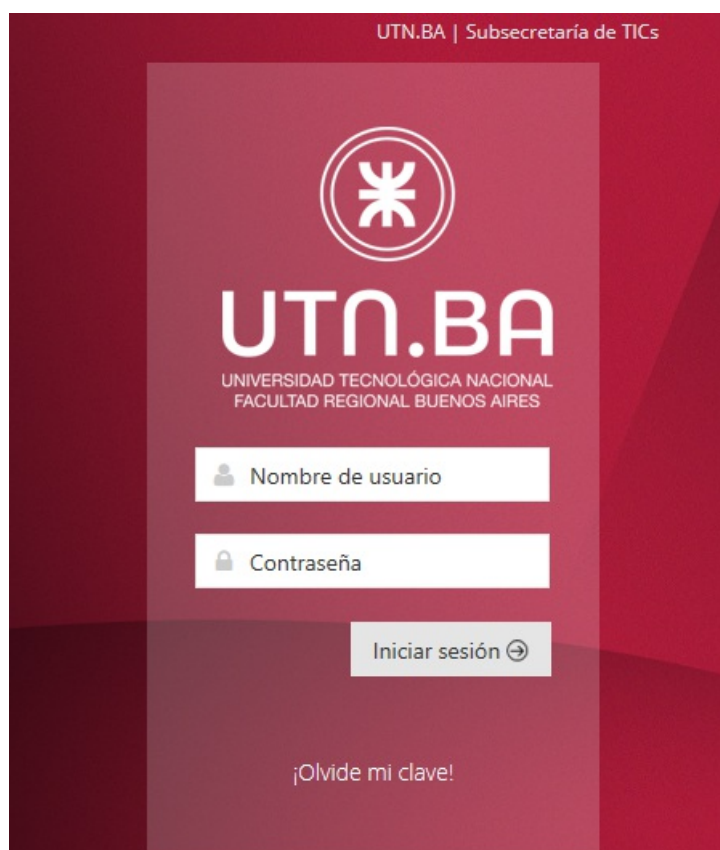 UTN.BA | Subsecretaría de TICs
UTN.BA
UNIVERSIDAD TECNOLÓGICA NACIONAL
FACULTAD REGIONAL BUENOS AIRES
Nombre de usuario
Contraseña
Iniciar sesión
¡Olvide mi clave!